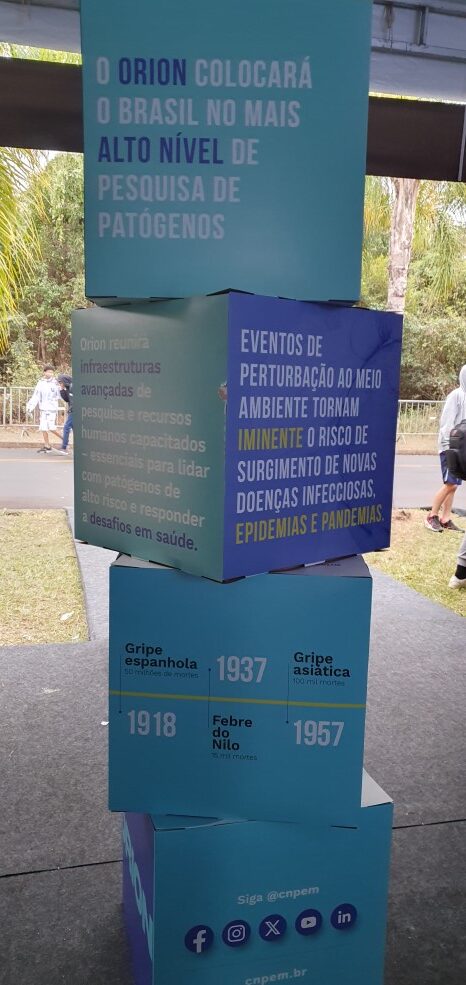 O ORION COLOCARÁ
O BRASIL NO MAIS
ALTO NÍVEL DE
PESQUISA DE
PATÓGENOS
Orion reunirá
infraestruturas
avançadas de
pesquisa e recursos
humanos capacitados
– essenciais para lidar
com patógenos de
alto risco e responder
a desafios em saúde.
EVENTOS DE
PERTURBAÇÃO AO MEIO
AMBIENTE TORNAM
IMINENTE O RISCO DE
SURGIMENTO DE NOVAS
DOENÇAS INFECCIOSAS,
EPIDEMIAS E PANDEMIAS.
Gripe
espanhola
50 milhões de mortes
1918
1937
Febre
do
Nilo
15 mil mortes
Gripe
asiática
100 mil mortes
1957
Siga @cnpem
cnpem.br